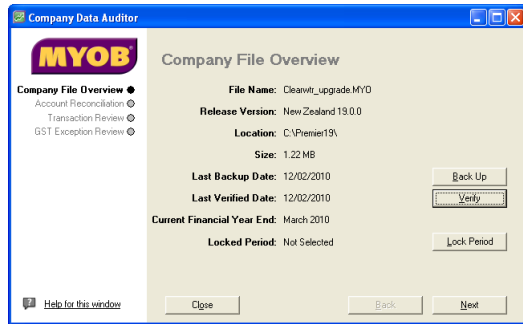 Company Data Auditor
MYOB
Company File Overview
Company File Overview
Account Reconciliation
Transaction Review
GST Exception Review
File Name: Clearwtr_upgrade.MYO
Release Version: New Zealand 19.0.0
Location: C:\Premier19\
Size: 1.22 MB
Last Backup Date: 12/02/2010
Back Up
Last Verified Date: 12/02/2010
Verify
Current Financial Year End: March 2010
Locked Period: Not Selected
Lock Period
Help for this window
Close
Back
Next